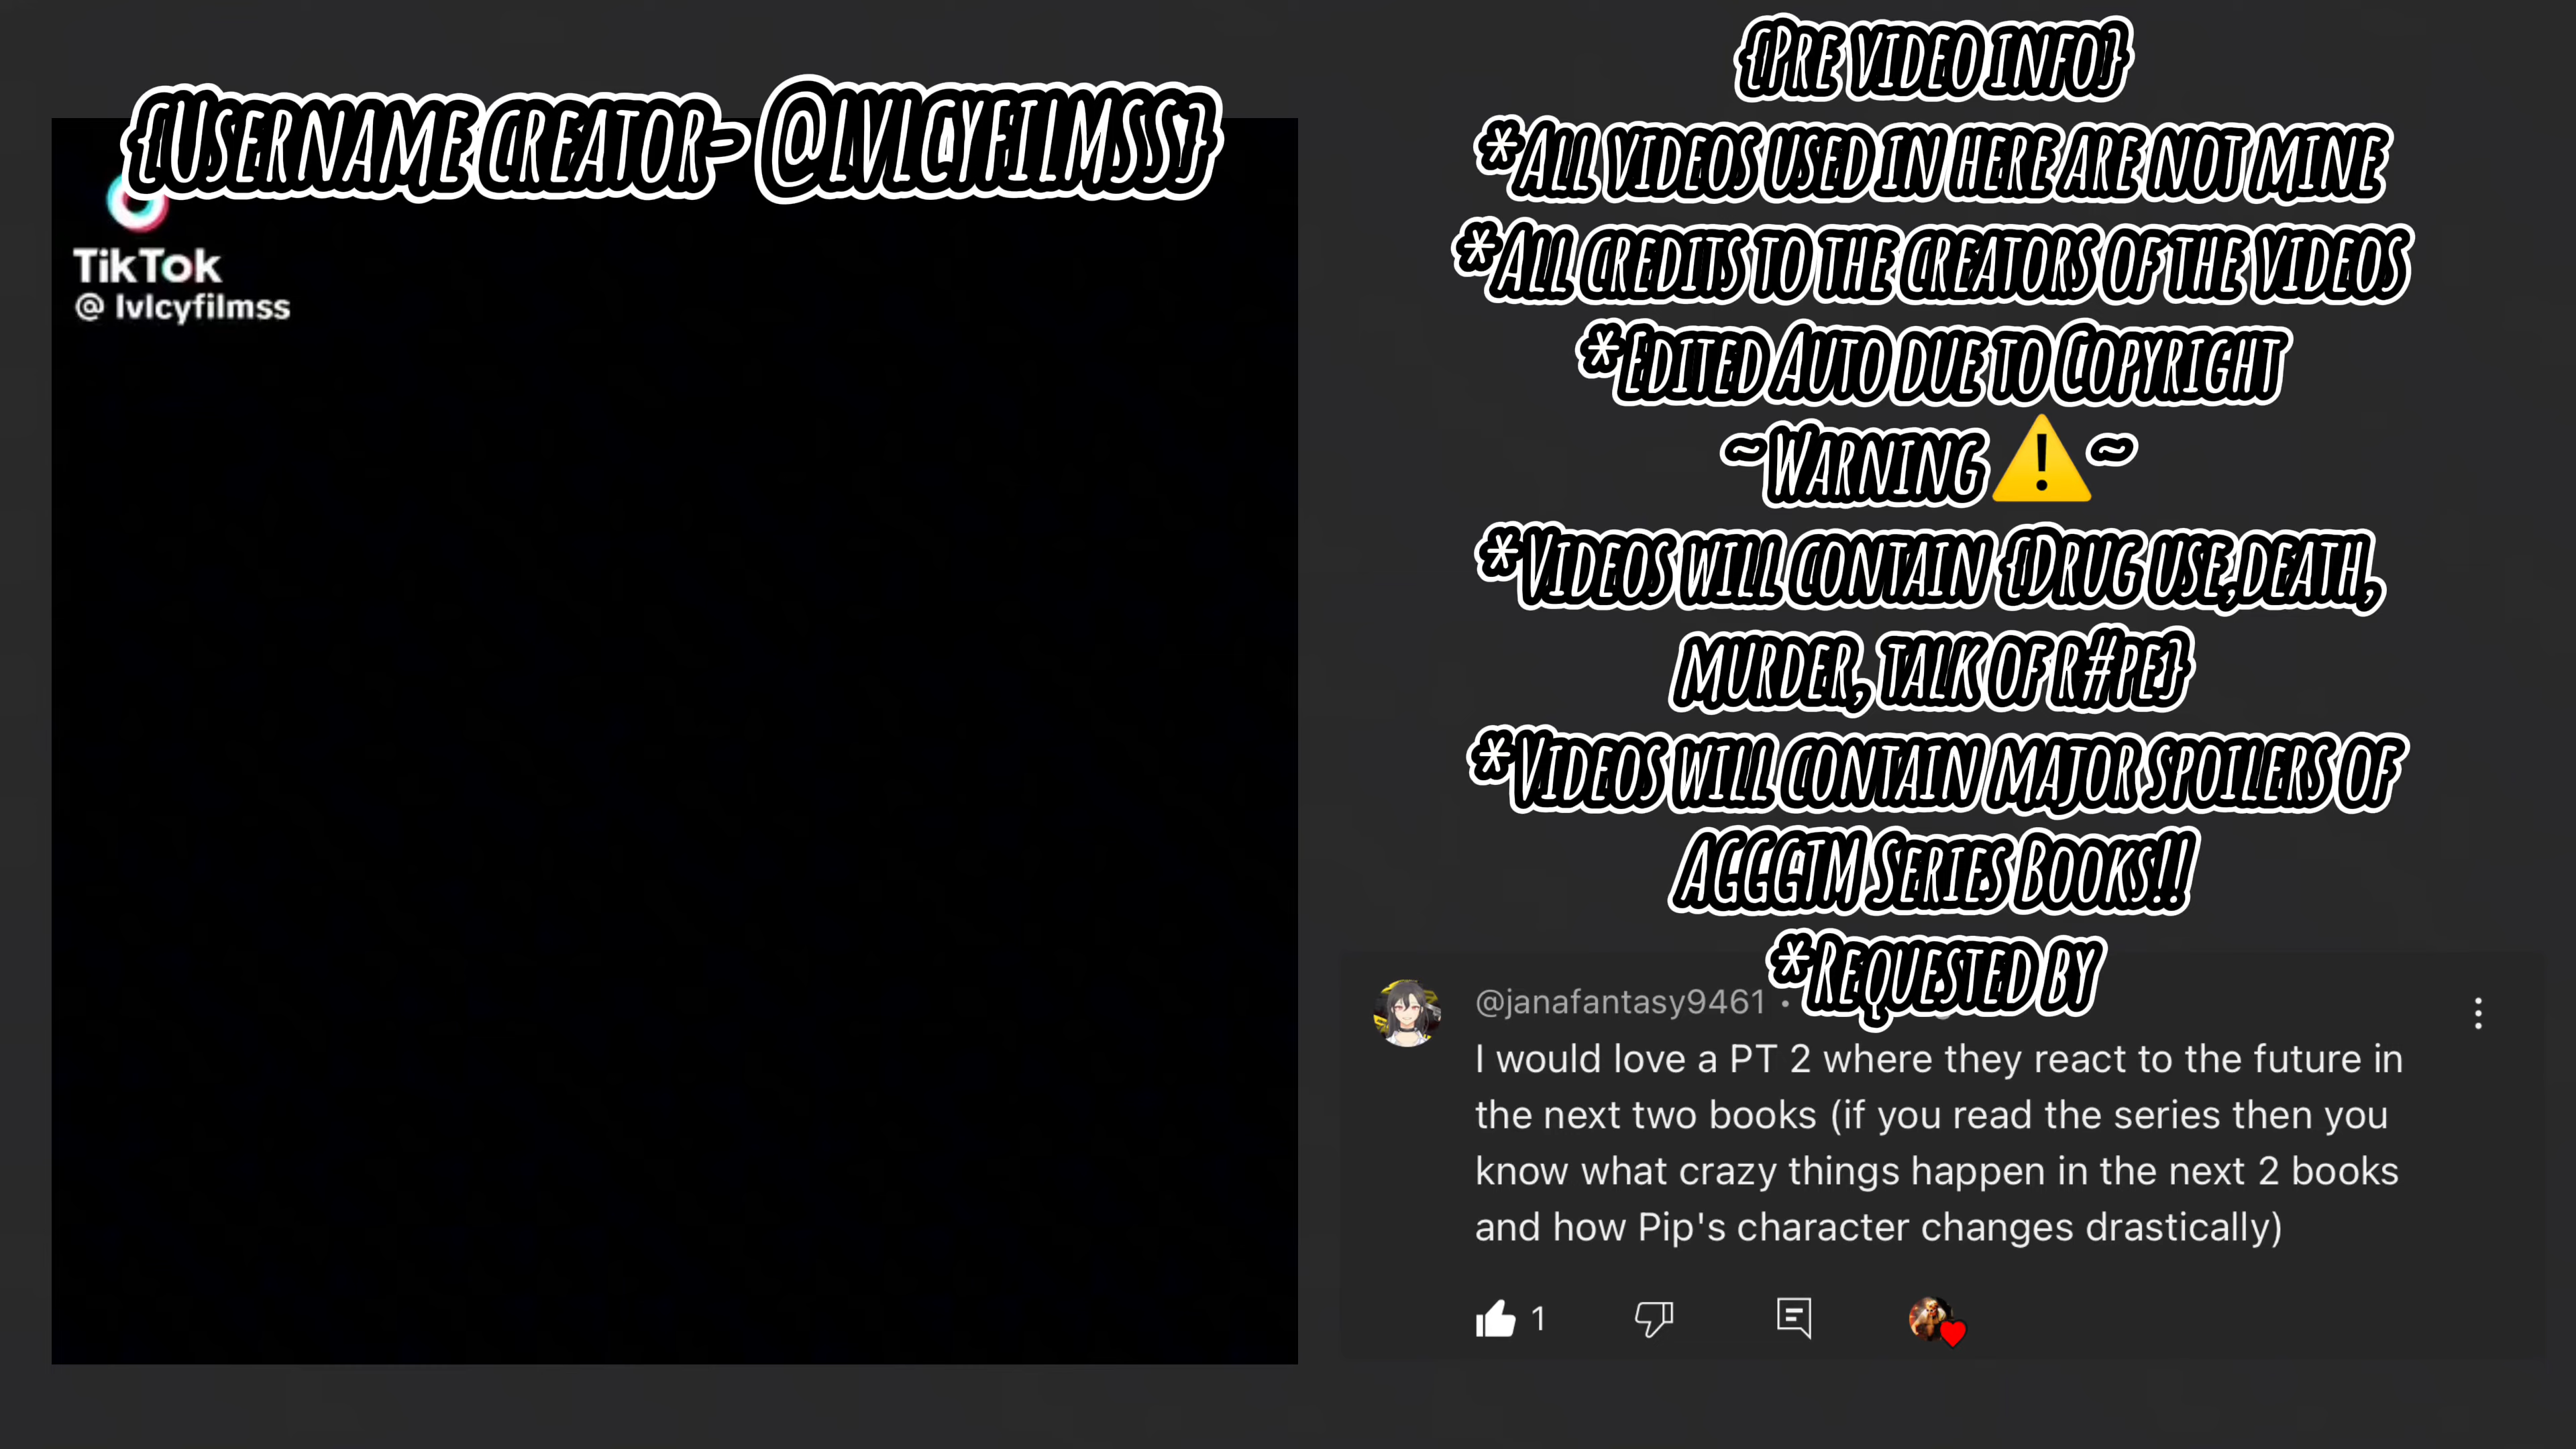 {Username creator- @lvlcyfilmss}
TikTok
@ lvlcyfilmss
{Pre video info}
*All videos used in here are not mine
*All credits to the creators of the videos
*Edited Auto due to Copyright
~Warning ⚠️~
*Videos will contain {Drug use,death,
murder, talk of r#pe}
*Videos will contain major spoilers of
AGGGTM Series Books!!
*Requested by
@janafantasy9461 •
I would love a PT 2 where they react to the future in
the next two books (if you read the series then you
know what crazy things happen in the next 2 books
and how Pip's character changes drastically)
1